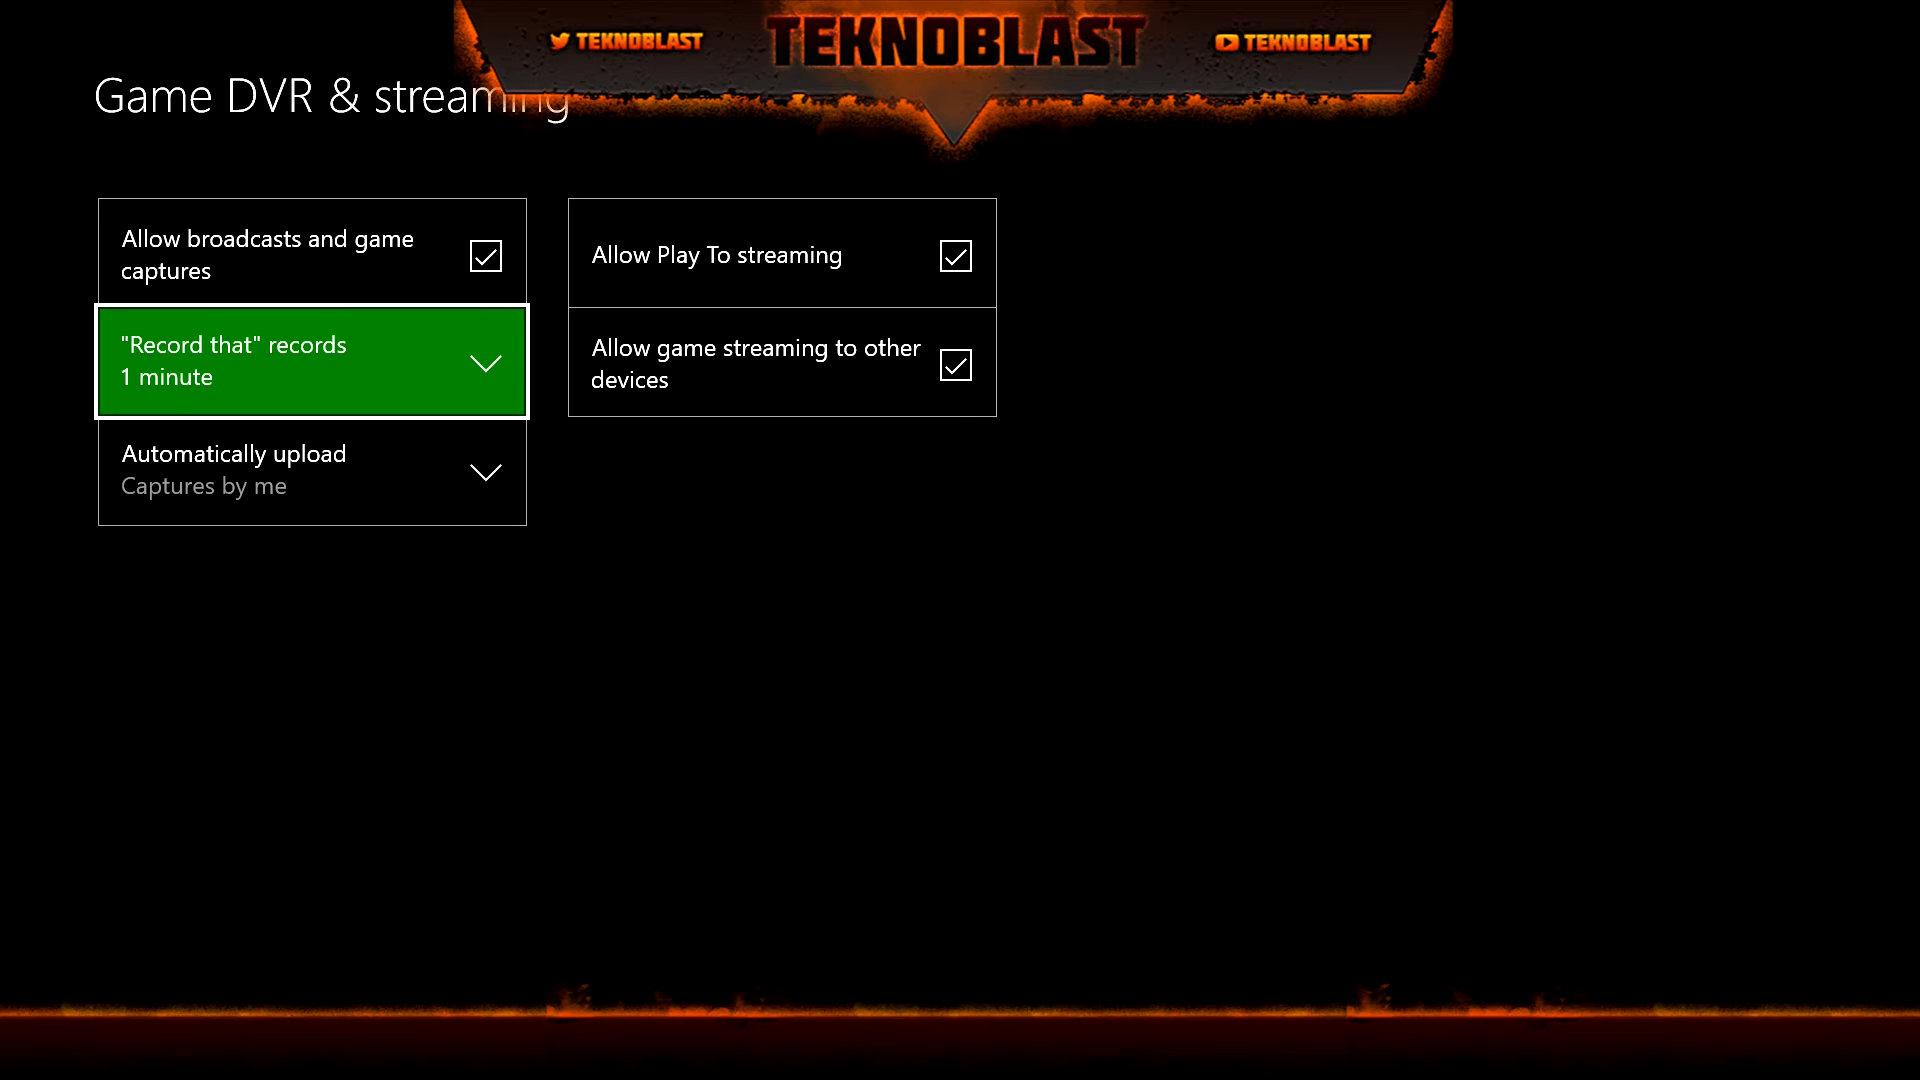 TEKNOBLAST
TEKNOBLAST
TEKNOBLAST
Game DVR & streaming
Allow broadcasts and game
captures
"Record that" records
1 minute
Automatically upload
Captures by me
Allow Play To streaming
Allow game streaming to other
devices